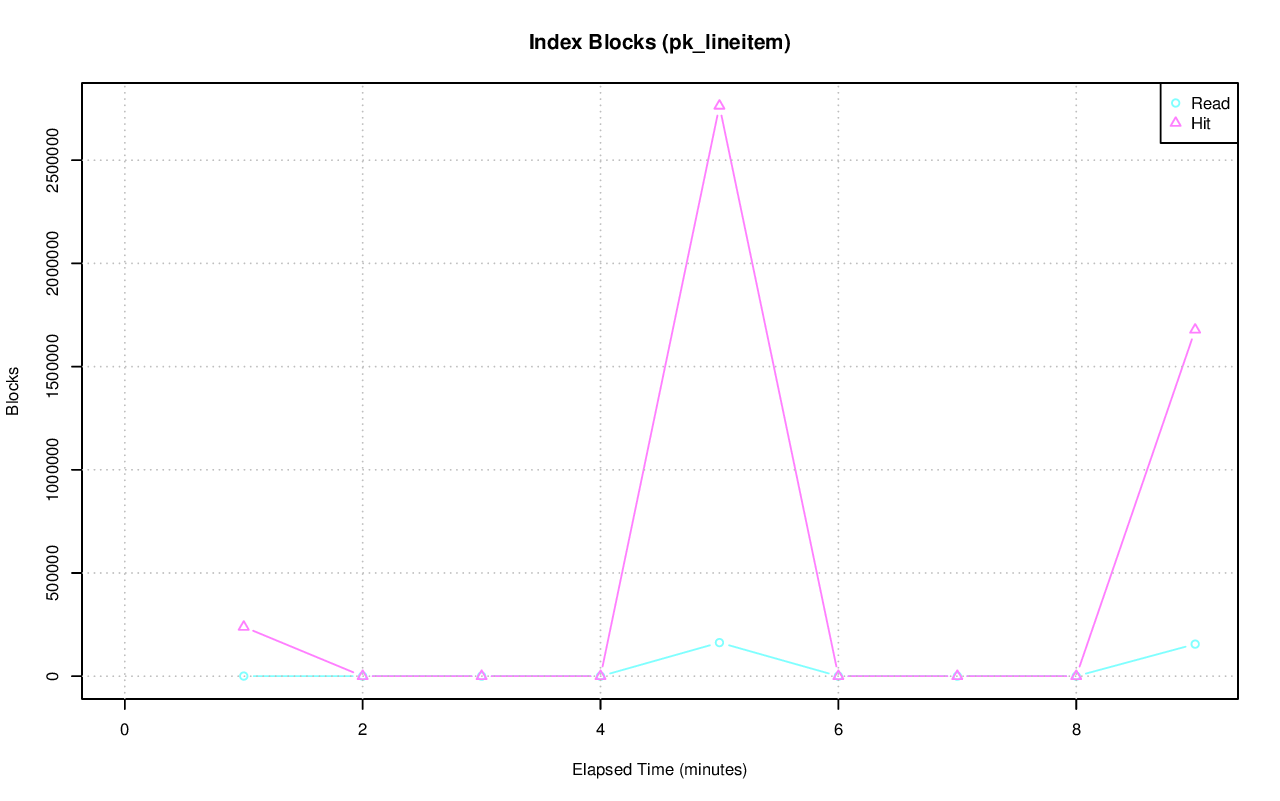 Index Blocks (pk_lineitem)
Read
Hit
2500000
2000000
1500000
1000000
500000
0
Blocks
0 2 4 6 8
Elapsed Time (minutes)